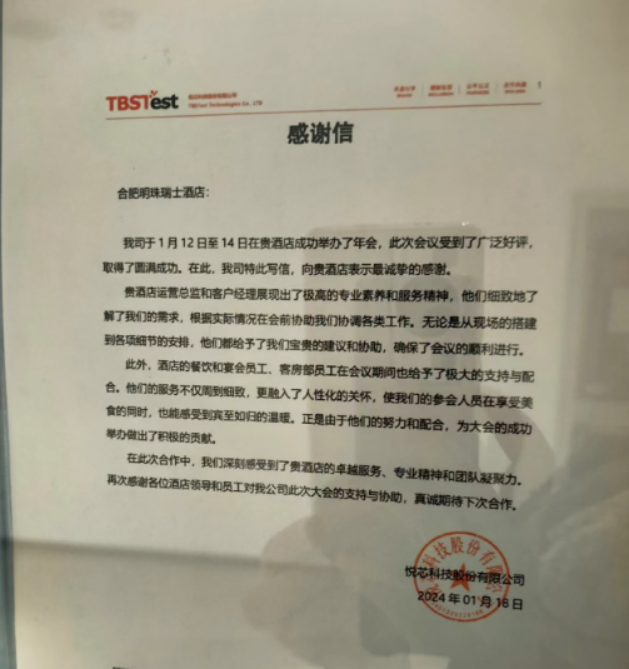 TBSTest
TBSTest Technologies Co., LTD
感谢信
合肥明珠瑞士酒店：
我司于1月12日至14日在贵酒店成功举办了年会，此次会议受到了广泛好评，
取得了圆满成功。在此，我司特此写信，向贵酒店表示最诚挚的感谢。
贵酒店运营总监和客户经理展现出了极高的专业素养和服务精神，他们细致地了
解了我们的需求，根据实际情况在会前协助我们协调各类工作。无论是从现场的搭建
到各项细节的安排，他们都给予了我们宝贵的建议和协助，确保了会议的顺利进行。
此外，酒店的餐饮和宴会员工、客房部员工在会议期间也给予了极大的支持与配
合。他们的服务不仅周到细致，更融入了人性化的关怀，使我们的参会人员在享受美
食的同时，也能感受到宾至如归的温暖。正是由于他们的努力和配合，为大会的成功
举办做出了积极的贡献。
在此次合作中，我们深刻感受到了贵酒店的卓越服务、专业精神和团队凝聚力。
再次感谢各位酒店领导和员工对我公司此次大会的支持与协助，真诚期待下次合作。
悦芯科技股份有限公司
2024年01月18日